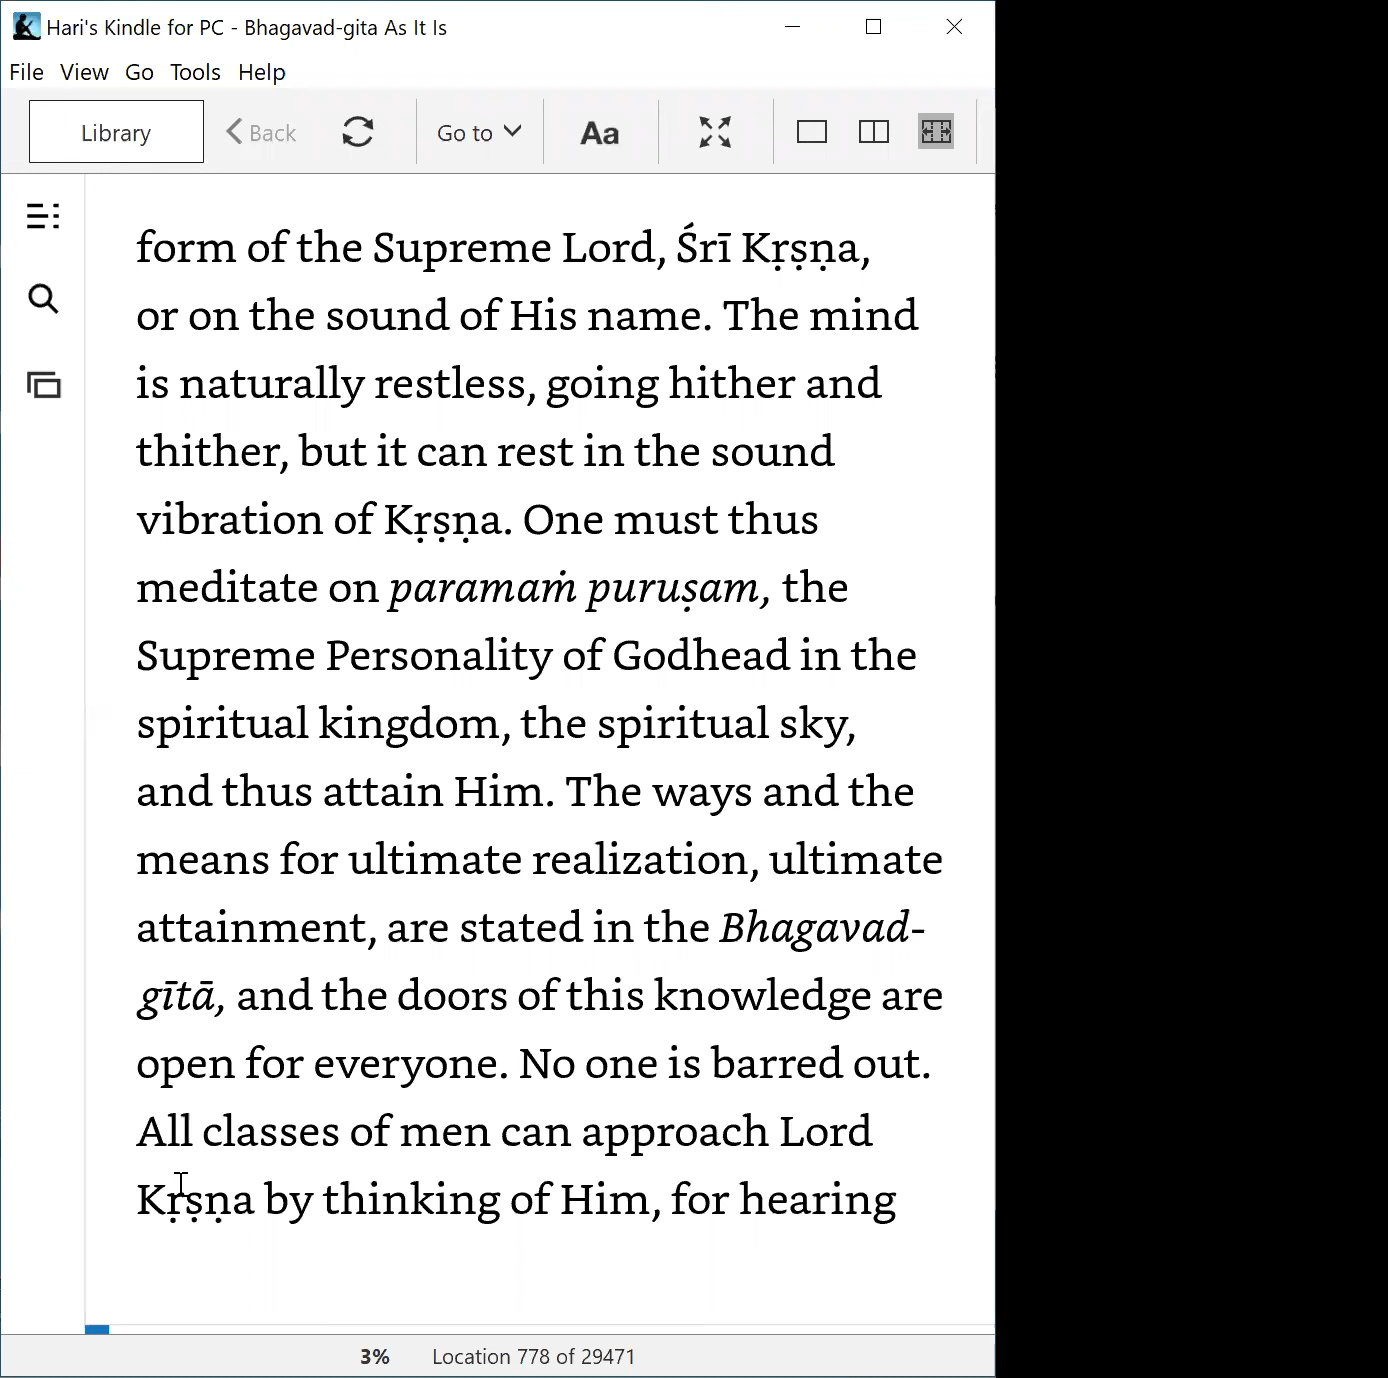 Hari's Kindle for PC - Bhagavad-gita As It Is
File View Go Tools Help
Library Back Go to Aa
form of the Supreme Lord, Śrī Kṛṣṇa,
or on the sound of His name. The mind
is naturally restless, going hither and
thither, but it can rest in the sound
vibration of Kṛṣṇa. One must thus
meditate on paramaṁ puruṣam, the
Supreme Personality of Godhead in the
spiritual kingdom, the spiritual sky,
and thus attain Him. The ways and the
means for ultimate realization, ultimate
attainment, are stated in the Bhagavad-
gītā, and the doors of this knowledge are
open for everyone. No one is barred out.
All classes of men can approach Lord
Kṛṣṇa by thinking of Him, for hearing
3% Location 778 of 29471